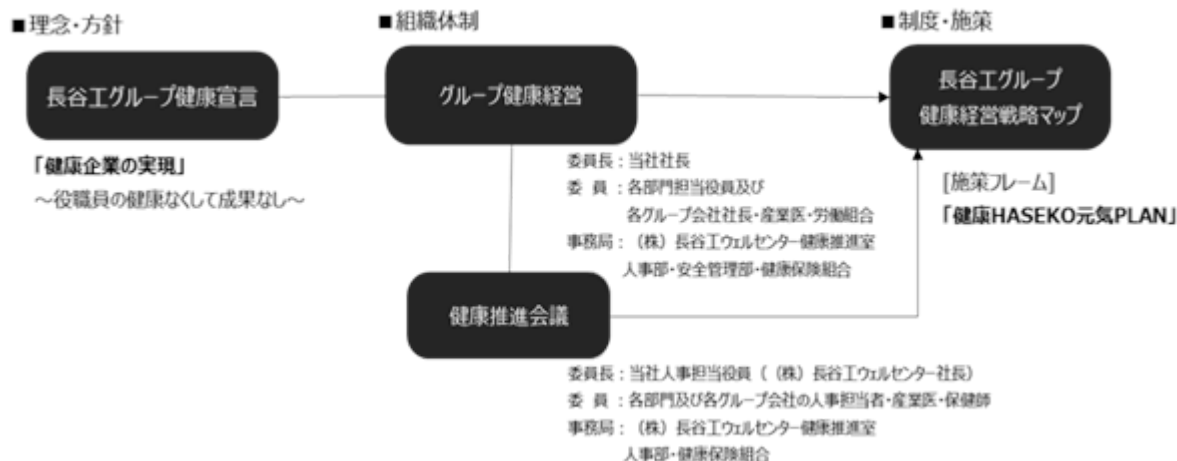 ■理念・方針
長谷工グループ健康宣言
「健康企業の実現」
～役職員の健康なくして成果なし～
■組織体制
グループ健康経営
委員長：当社社長
委　員：各部門担当役員及び
各グループ会社社長・産業医・労働組合
事務局：（株）長谷工ウェルセンター健康推進室
人事部・安全管理部・健康保険組合
健康推進会議
委員長：当社人事担当役員（（株）長谷工ウェルセンター社長）
委　員：各部門及び各グループ会社の人事担当者・産業医・保健師
事務局：（株）長谷工ウェルセンター健康推進室
人事部・健康保険組合
■制度・施策
長谷工グループ
健康経営戦略マップ
[施策フレーム]
「健康HASEKO元気PLAN」